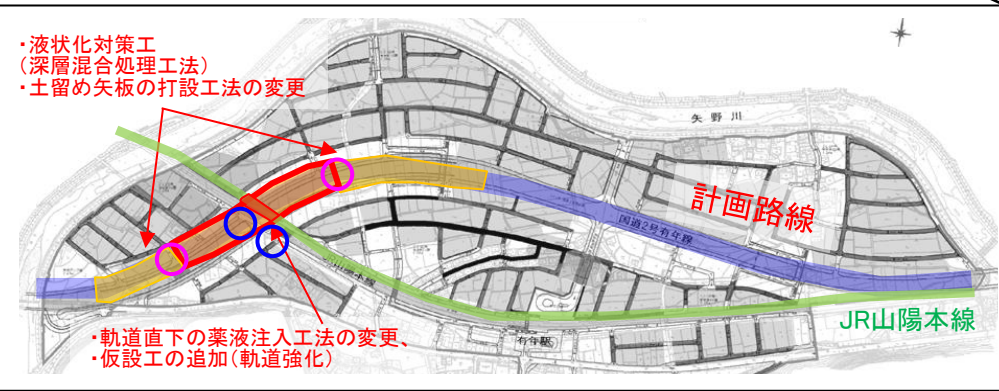 ・液状化対策工
(深層混合処理工法)
・土留め矢板の打設工法の変更
矢野川
計画路線
国道2号有年線
JR山陽本線
有年駅
・軌道直下の薬液注入工法の変更、
・仮設工の追加(軌道強化)